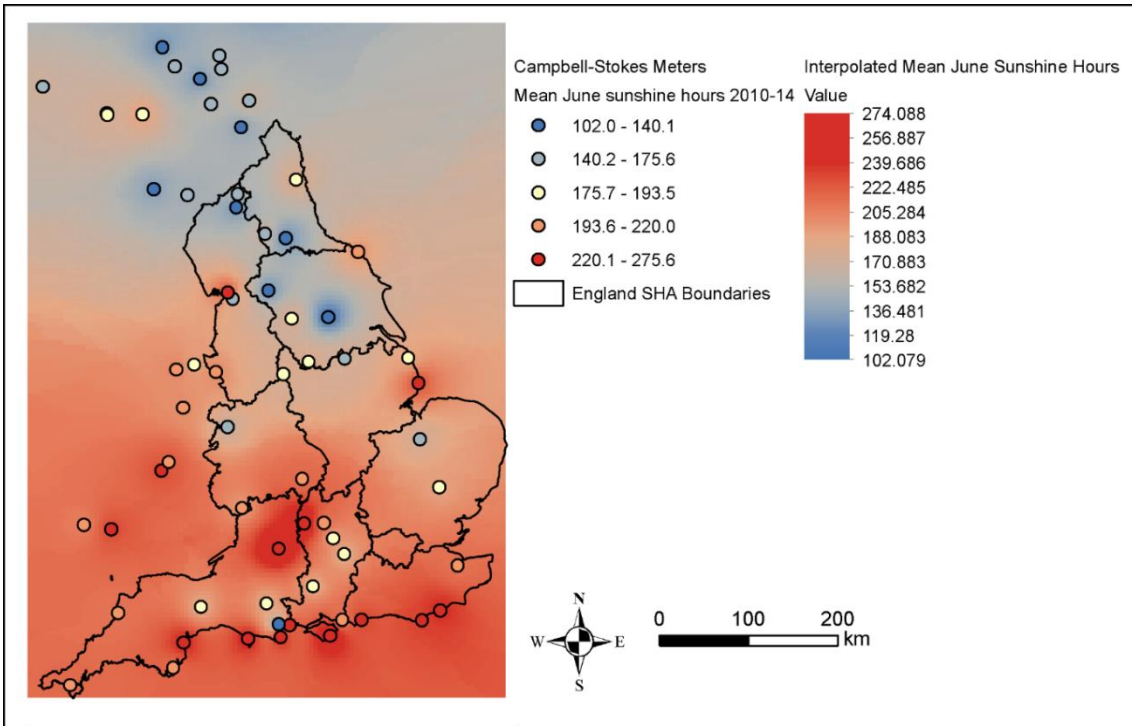 Campbell-Stokes Meters
Mean June sunshine hours 2010-14
102.0 - 140.1
140.2 - 175.6
175.7 - 193.5
193.6 - 220.0
220.1 - 275.6
England SHA Boundaries
Interpolated Mean June Sunshine Hours
Value
274.088
256.887
239.686
222.485
205.284
188.083
170.883
153.682
136.481
119.28
102.079
N
W
E
S
0
100
200
km